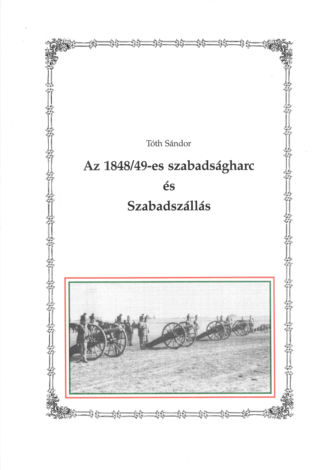 Tóth Sándor
Az 1848/49-es szabadságharc
és
Szabadszállás